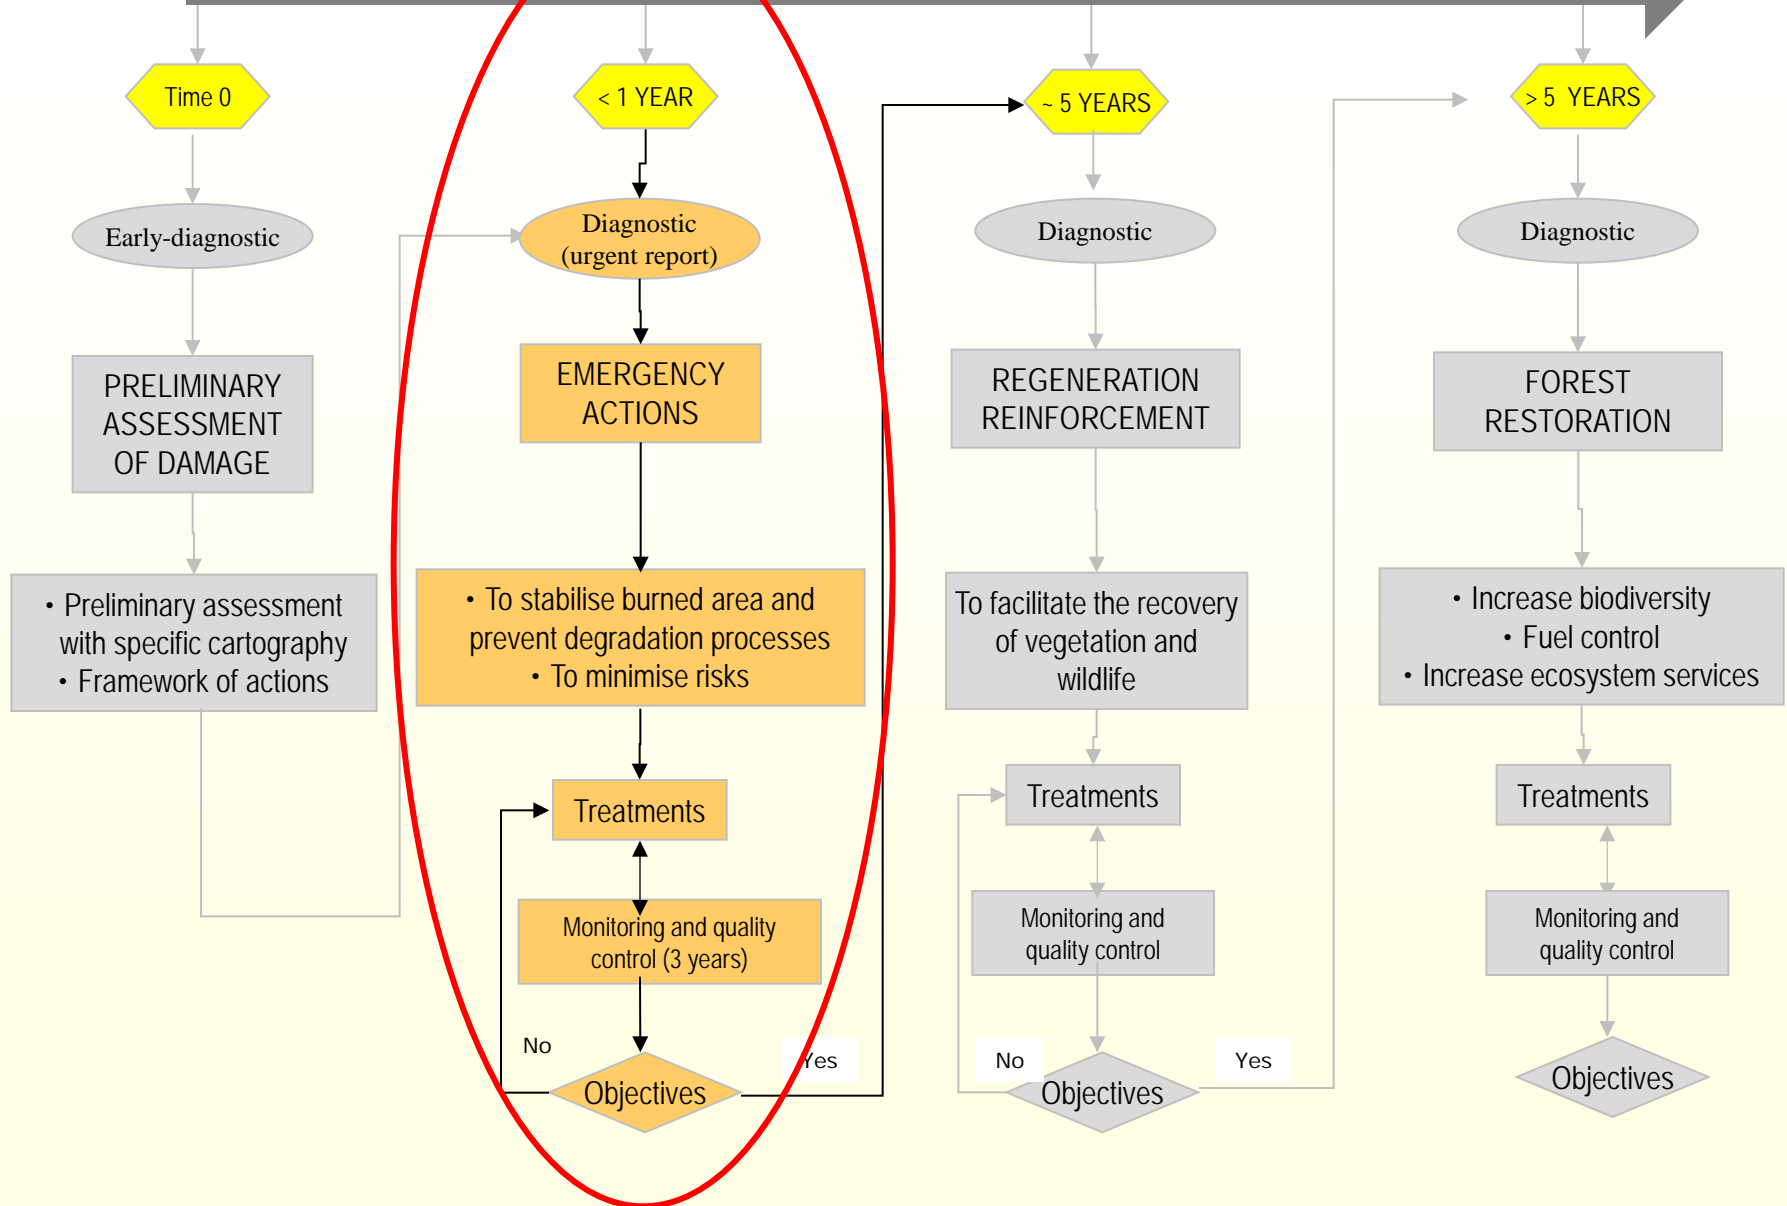 Time 0
Early-diagnostic
PRELIMINARY
ASSESSMENT
OF DAMAGE
• Preliminary assessment
with specific cartography
• Framework of actions
< 1 YEAR
Diagnostic
(urgent report)
EMERGENCY
ACTIONS
• To stabilise burned area and
prevent degradation processes
• To minimise risks
Treatments
Monitoring and quality
control (3 years)
No
Yes
Objectives
~ 5 YEARS
Diagnostic
REGENERATION
REINFORCEMENT
To facilitate the recovery
of vegetation and
wildlife
Treatments
Monitoring and
quality control
No
Yes
Objectives
> 5 YEARS
Diagnostic
FOREST
RESTORATION
• Increase biodiversity
• Fuel control
• Increase ecosystem services
Treatments
Monitoring and
quality control
Objectives